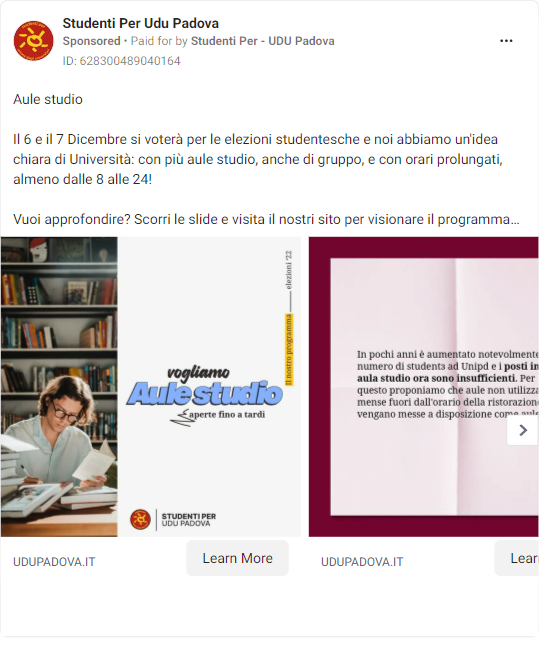 Studenti Per Udu Padova
Sponsored • Paid for by Studenti Per - UDU Padova
ID: 628300489040164
Aule studio
Il 6 e il 7 Dicembre si voterà per le elezioni studentesche e noi abbiamo un'idea
chiara di Università: con più aule studio, anche di gruppo, e con orari prolungati,
almeno dalle 8 alle 24!
Vuoi approfondire? Scorri le slide e visita il nostri sito per visionare il programma...
Il nostro programma
elezioni '22
vogliamo
Aule studio
aperte fino a tardi
STUDENTI PER
UDU PADOVA
In pochi anni è aumentato notevolmente
numero di students ad Unipd e i posti in
aula studio ora sono insufficienti. Per
questo proponiamo che aule non utilizza
mense fuori dall'orario della ristorazion
vengano messe a disposizione come aule
UDUPADOVA.IT
Learn More
UDUPADOVA.IT
Lear